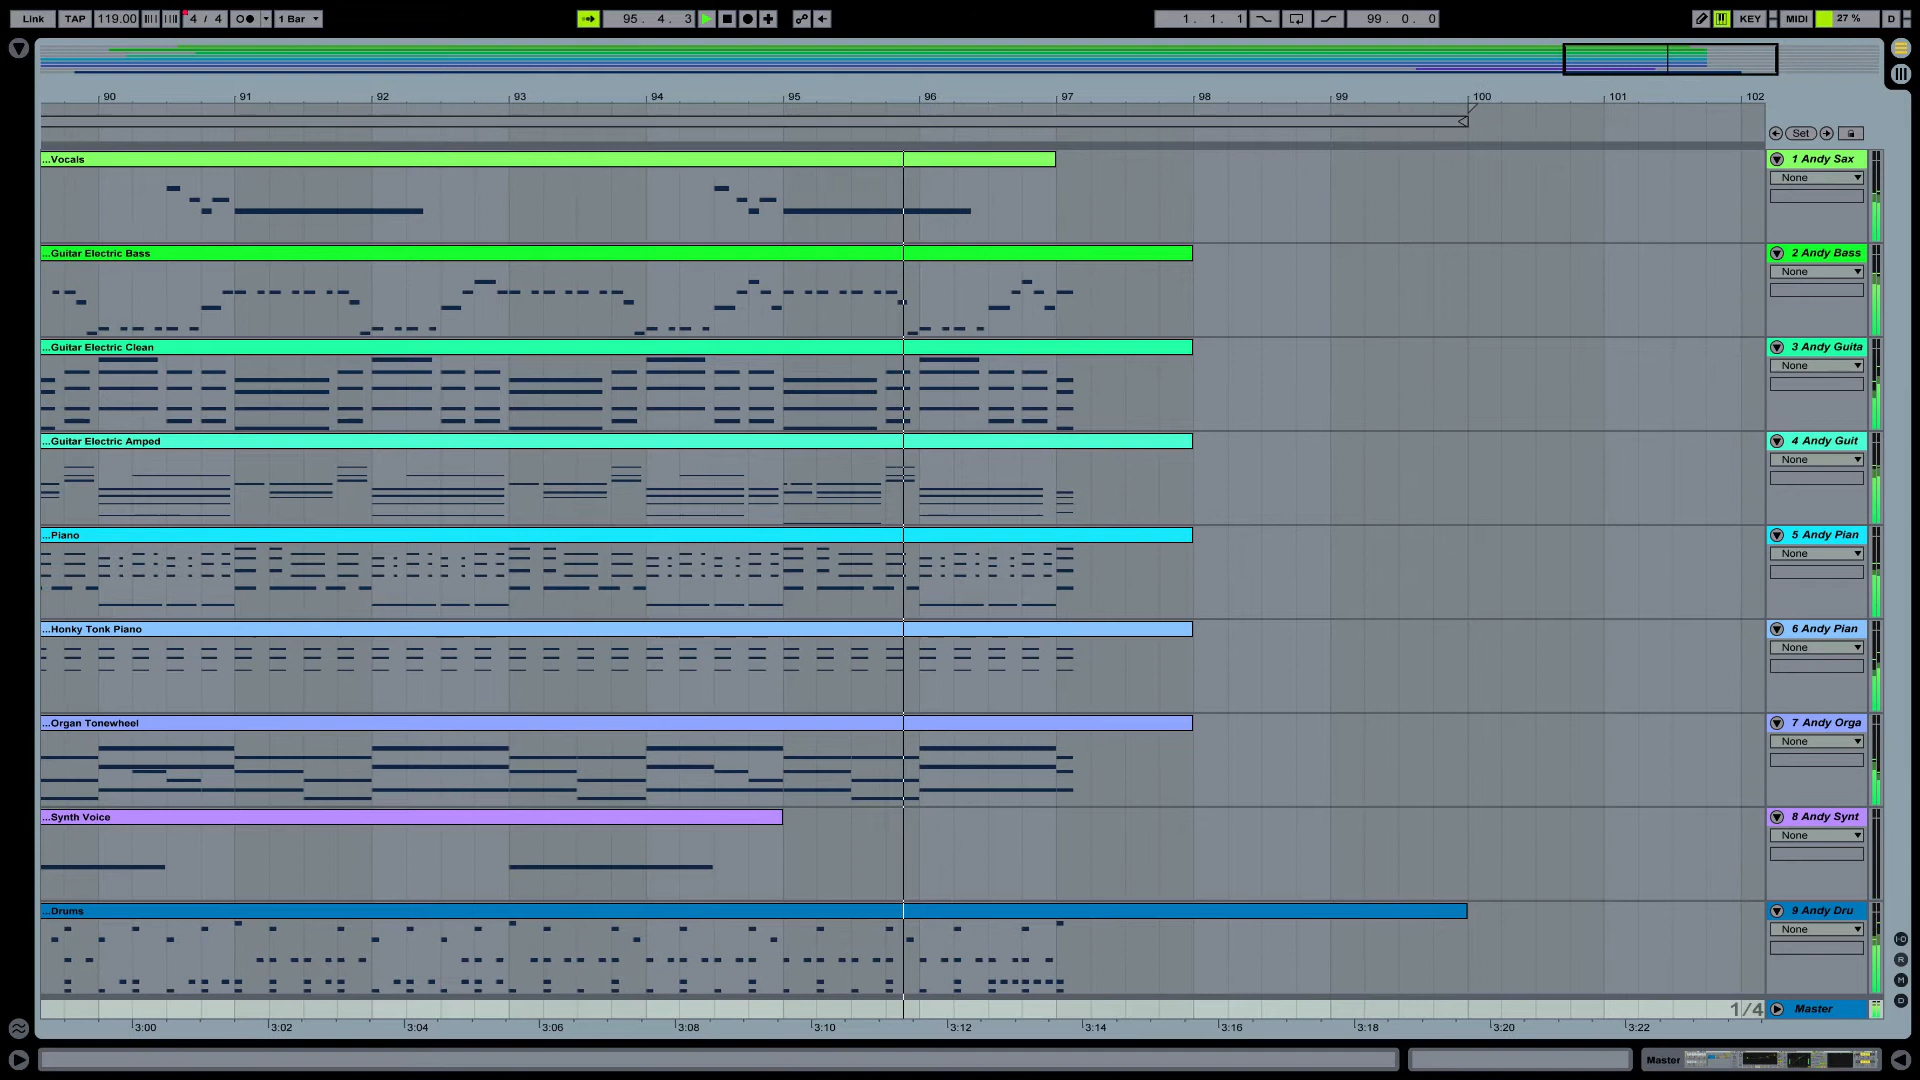 Link TAP 119.00 4 / 4 1 Bar 95. 4. 3 1. 1. 1 99. 0. 0 KEY MIDI 27 % D
90 91 92 93 94 95 96 97 98 99 100 101 102
Set
...Vocals 1 Andy Sax
None
...Guitar Electric Bass 2 Andy Bass
None
...Guitar Electric Clean 3 Andy Guita
None
...Guitar Electric Amped 4 Andy Guit
None
...Piano 5 Andy Pian
None
...Honky Tonk Piano 6 Andy Pian
None
...Organ Tonewheel 7 Andy Orga
None
...Synth Voice 8 Andy Synt
None
...Drums 9 Andy Dru
None
I·O
R
M
D
1/4 Master
3:00 3:02 3:04 3:06 3:08 3:10 3:12 3:14 3:16 3:18 3:20 3:22
Master